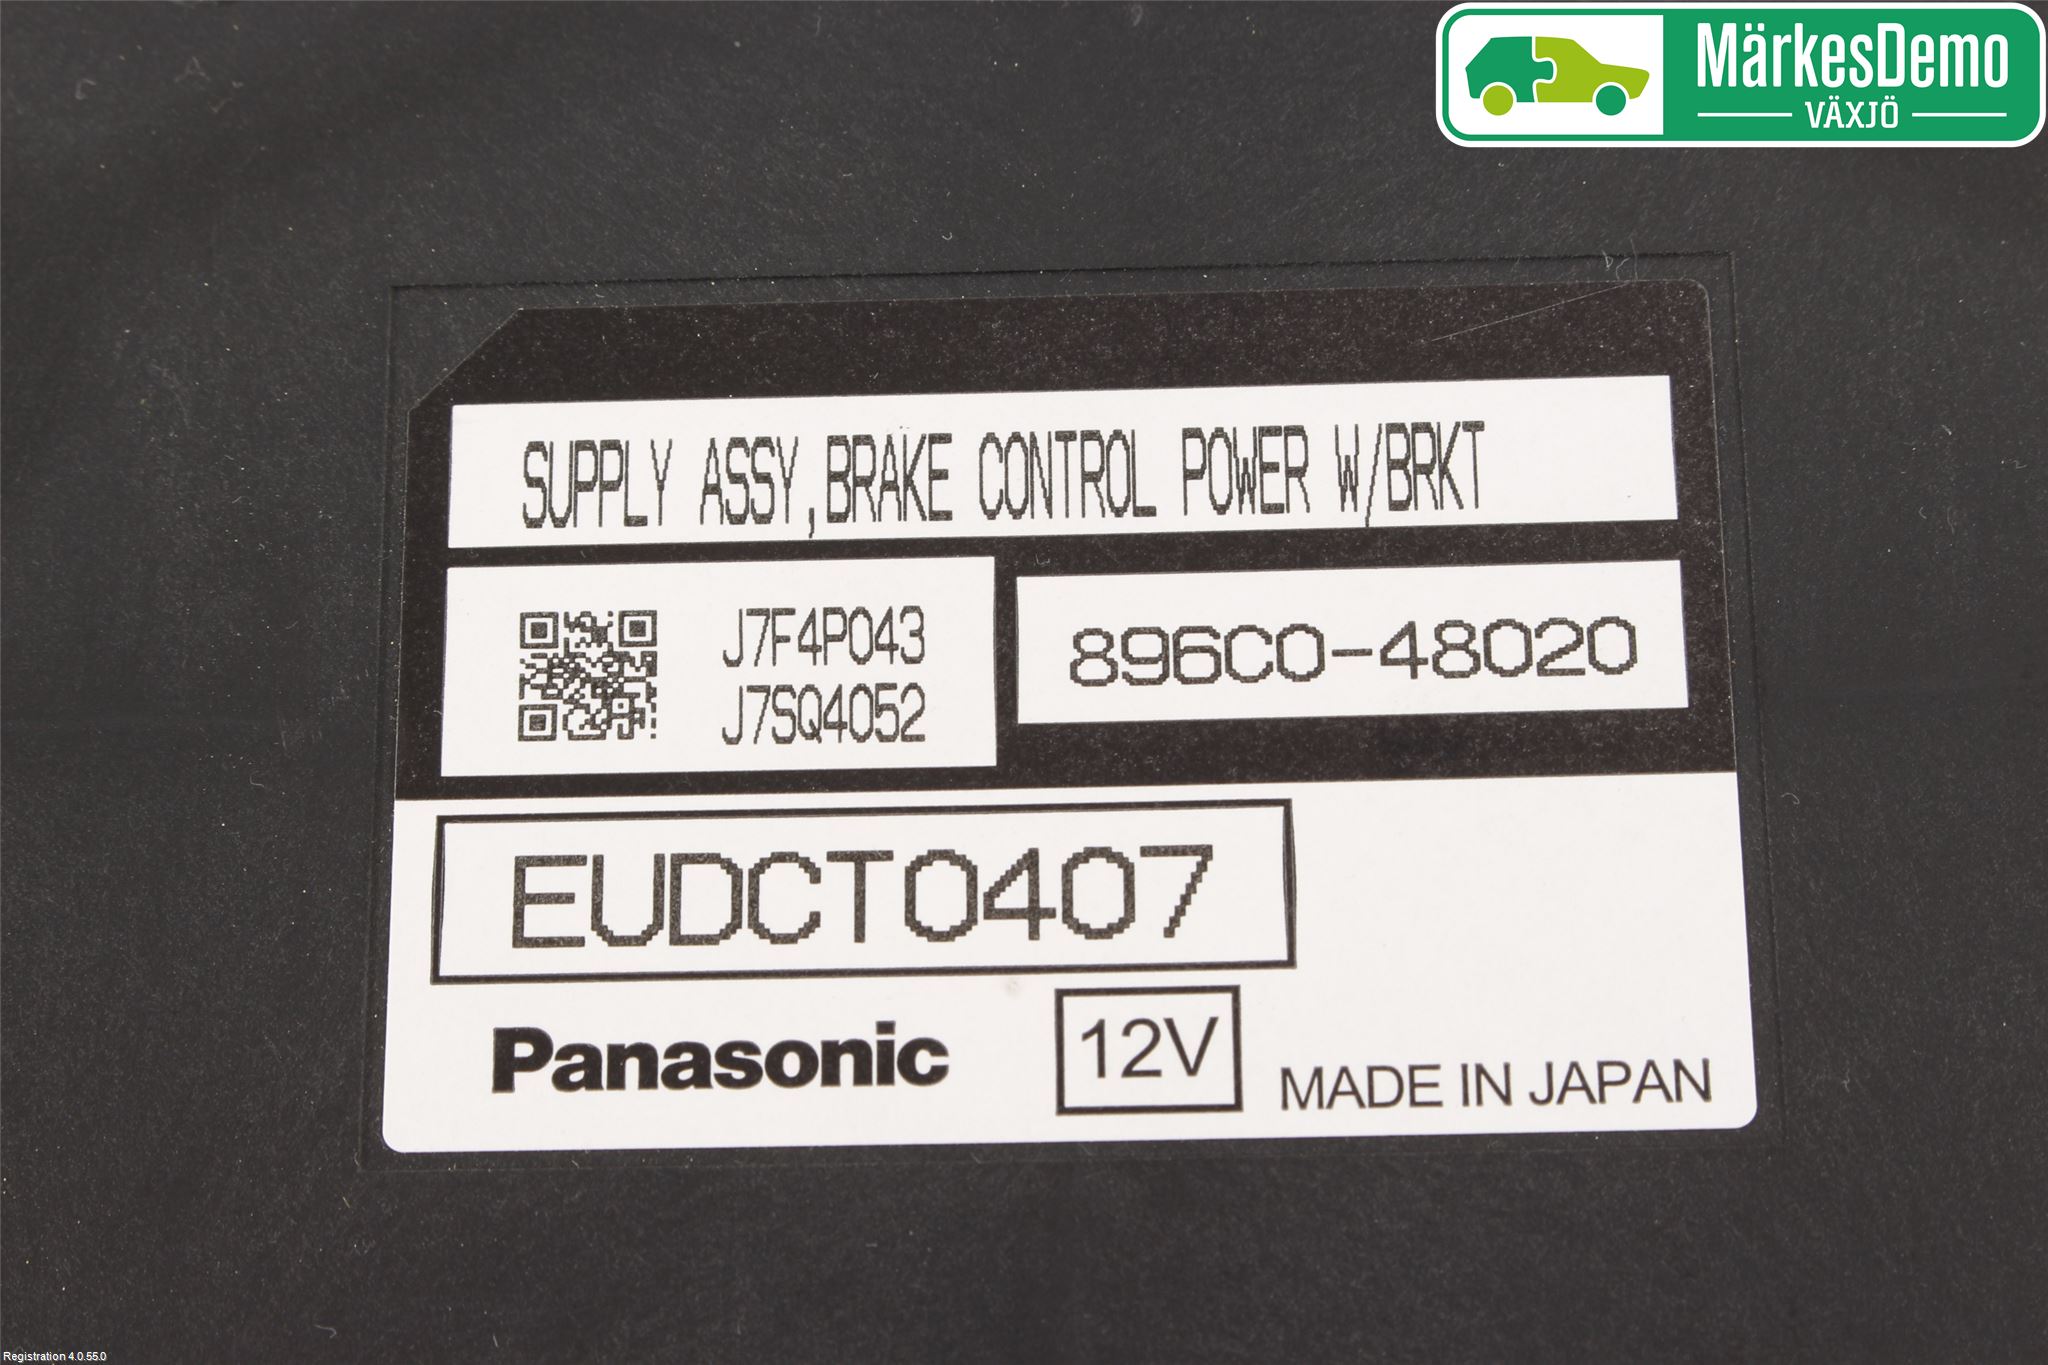 MärkesDemo
VÄXJÖ
SUPPLY ASSY,BRAKE CONTROL POWER W/BRKT
J7F4P043
J7SQ4052
896C0-48020
EUDCT0407
Panasonic
12V
MADE IN JAPAN
Registration 4.0.55.0